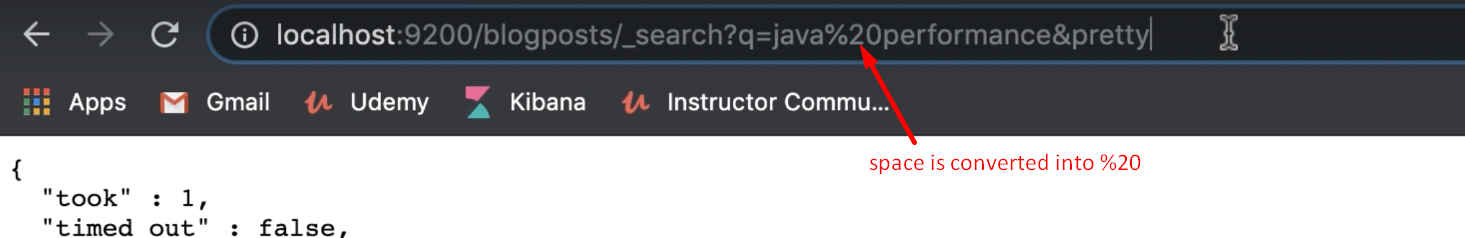 localhost:9200/blogposts/_search?q=java%20performance&pretty
Apps Gmail Udemy Kibana Instructor Commu...
space is converted into %20
{
"took" : 1,
"timed out" : false,